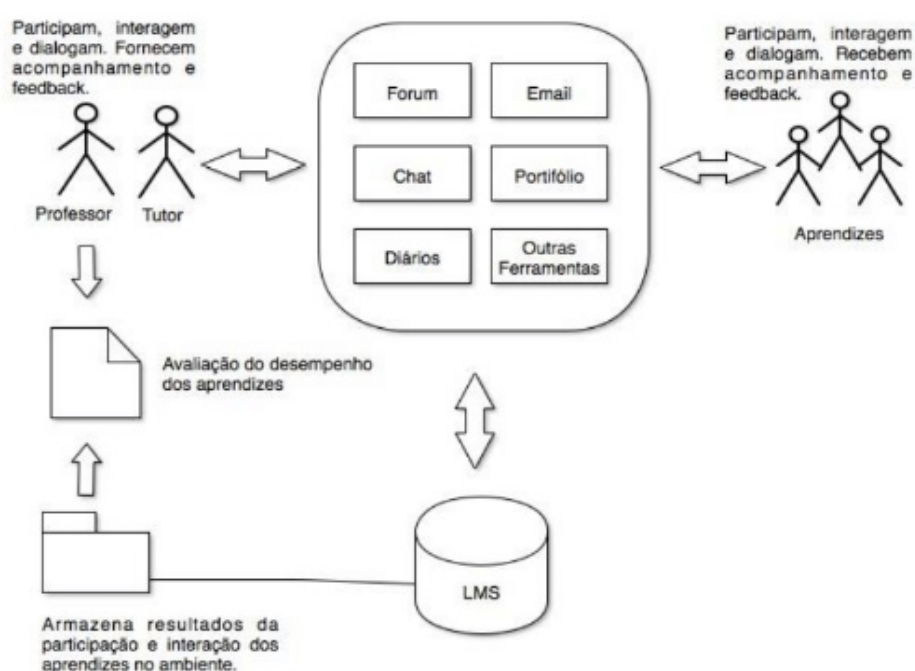 Participam, interagem
e dialogam. Fornecem
acompanhamento e
feedback.
Professor
Tutor
Forum
Email
Chat
Portifólio
Diários
Outras
Ferramentas
Participam, interagem
e dialogam. Recebem
acompanhamento e
feedback.
Aprendizes
Avaliação do desempenho
dos aprendizes
LMS
Armazena resultados da
participação e interação dos
aprendizes no ambiente.